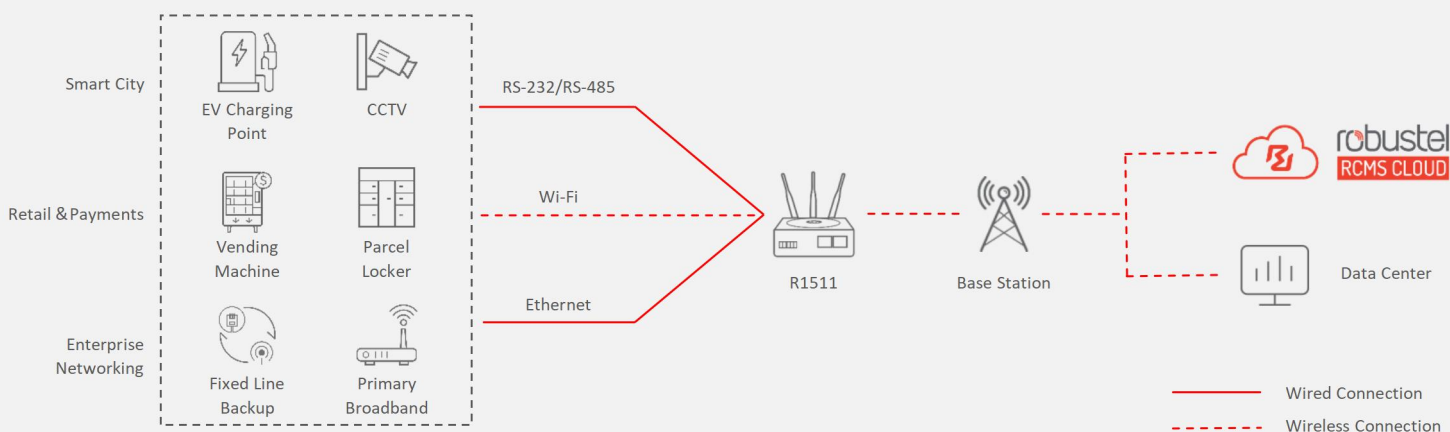 Smart City
EV Charging
Point
CCTV
Retail & Payments
Vending
Machine
Parcel
Locker
Enterprise
Networking
Fixed Line
Backup
Primary
Broadband
RS-232/RS-485
Wi-Fi
Ethernet
R1511
Base Station
robustel
RCMS CLOUD
Data Center
Wired Connection
Wireless Connection